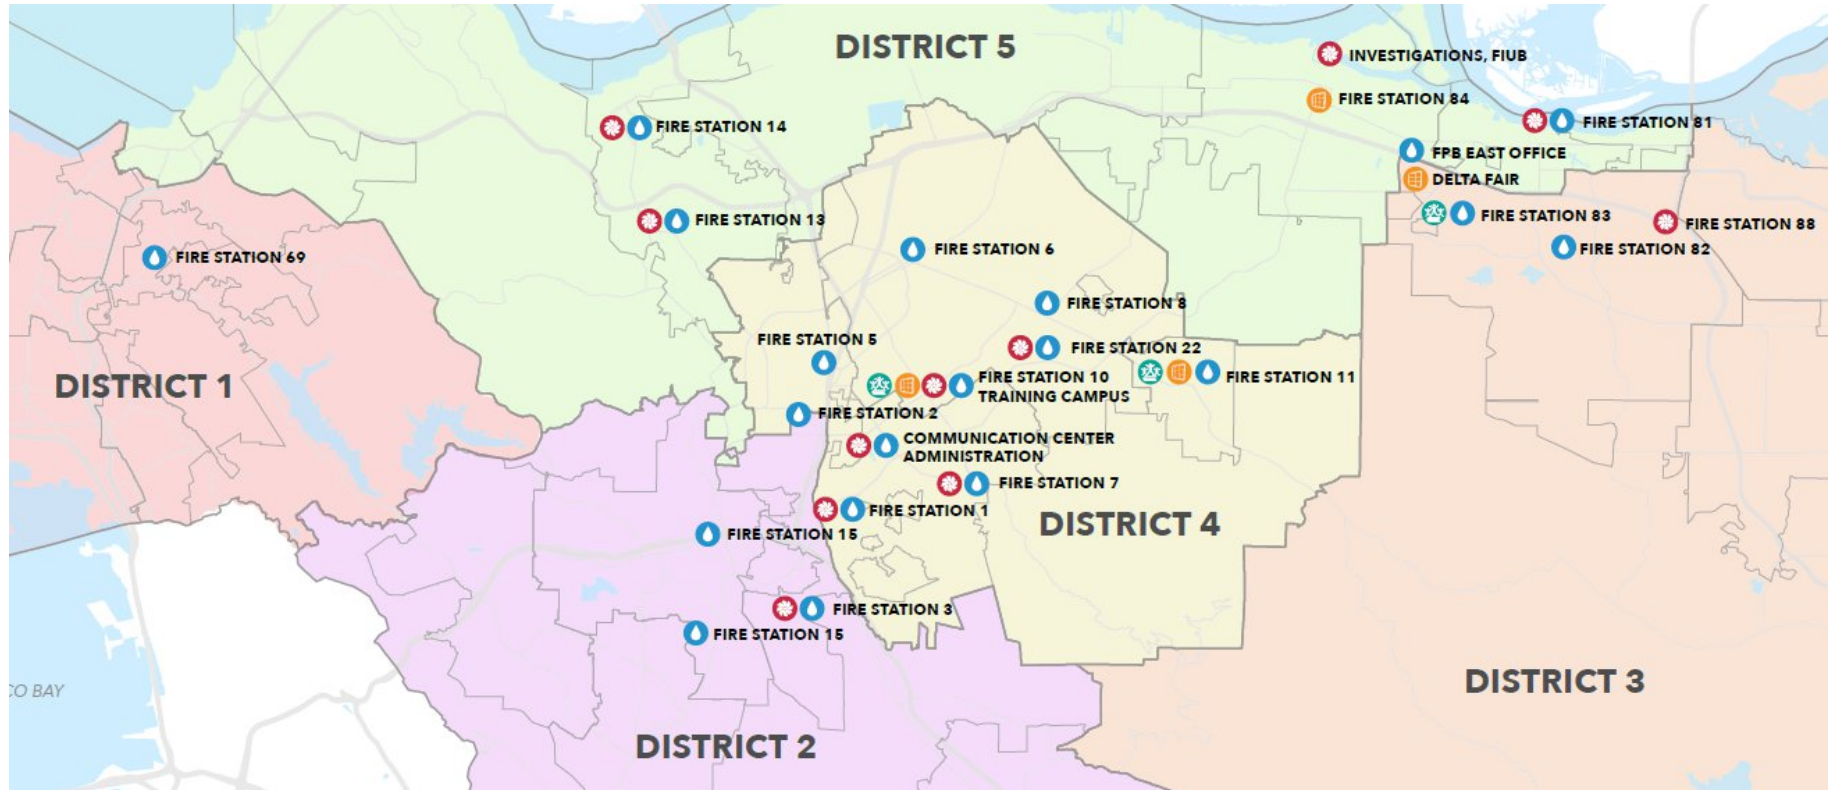 DISTRICT 5
INVESTIGATIONS, FIUB
FIRE STATION 84
FIRE STATION 14
FIRE STATION 81
FPB EAST OFFICE
DELTA FAIR
FIRE STATION 13
FIRE STATION 83
FIRE STATION 88
FIRE STATION 69
FIRE STATION 6
FIRE STATION 82
FIRE STATION 8
FIRE STATION 5
FIRE STATION 22
DISTRICT 1
FIRE STATION 10
TRAINING CAMPUS
FIRE STATION 11
FIRE STATION 2
COMMUNICATION CENTER
ADMINISTRATION
FIRE STATION 7
FIRE STATION 1
DISTRICT 4
FIRE STATION 15
FIRE STATION 3
FIRE STATION 15
DISTRICT 3
CO BAY
DISTRICT 2